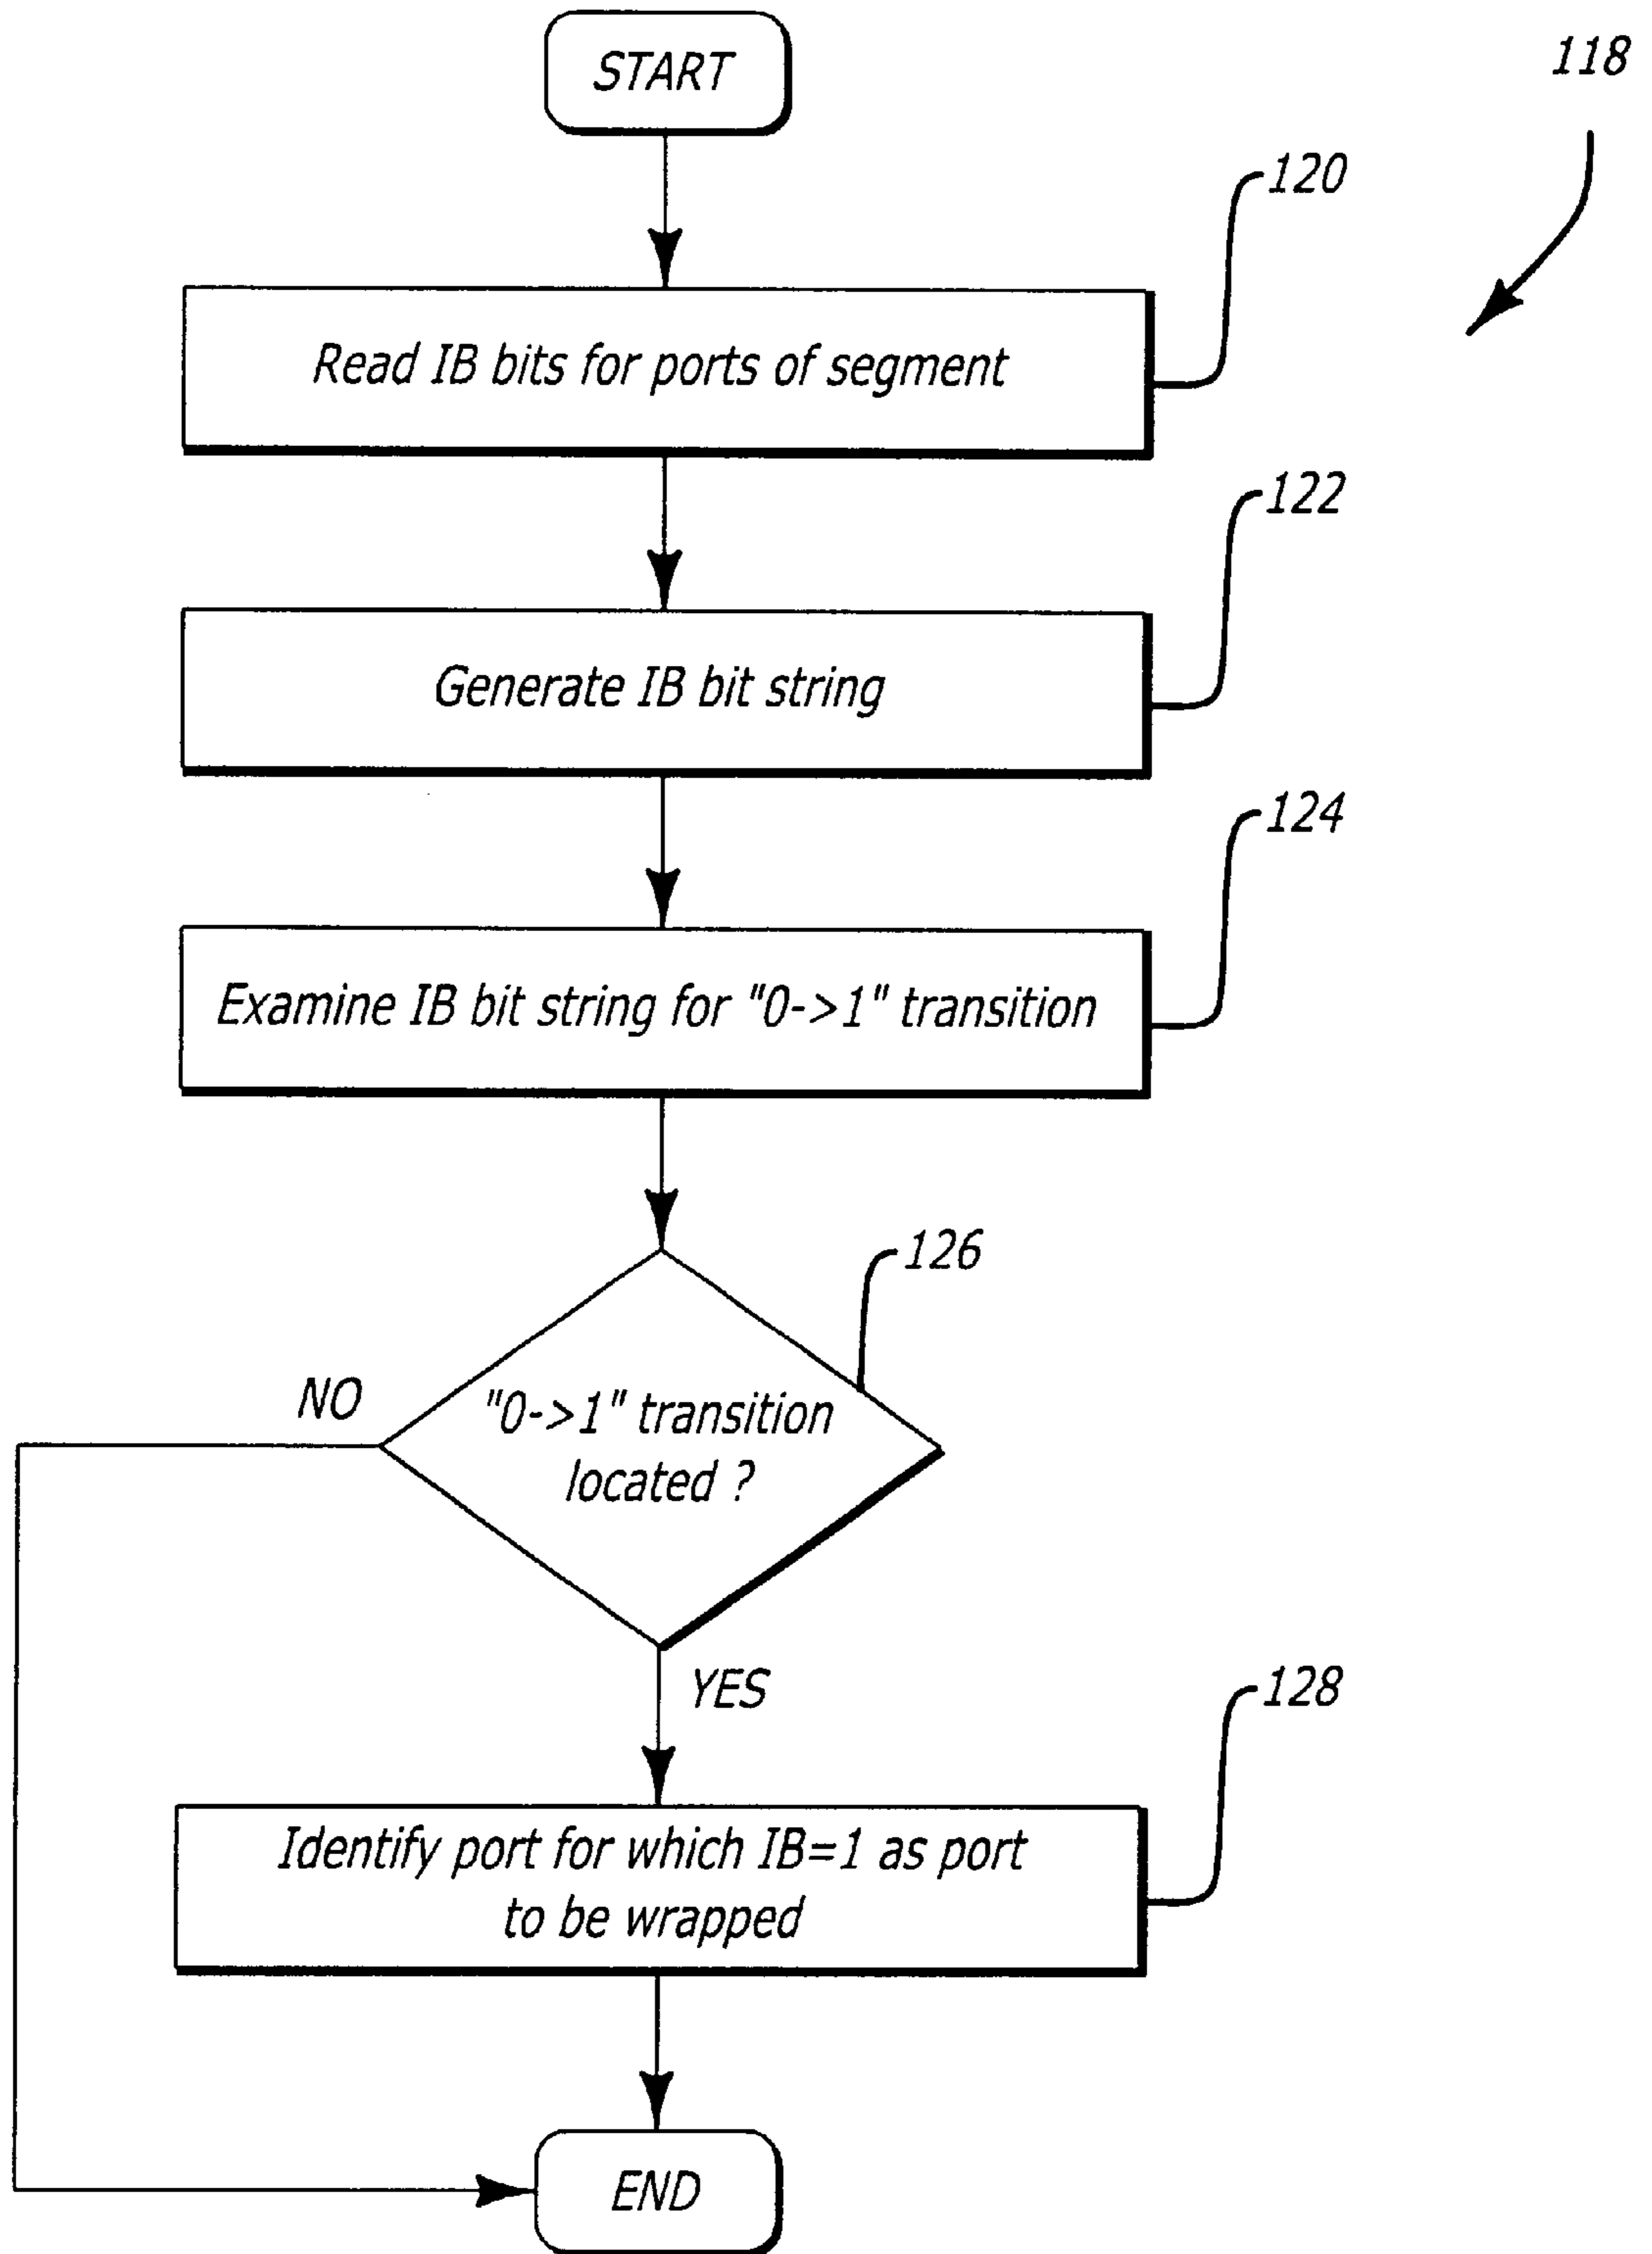 START
118
120
Read IB bits for ports of segment
122
Generate IB bit string
124
Examine IB bit string for "0->1" transition
126
NO
"0->1" transition
located ?
YES
128
Identify port for which IB=1 as port
to be wrapped
END